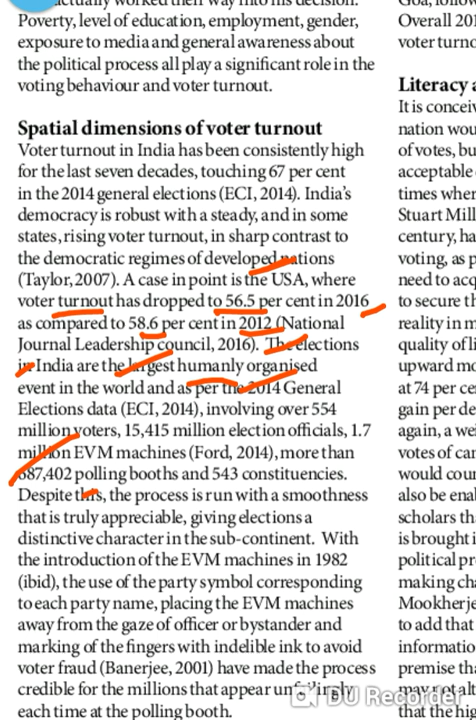 actually worked their way into his decision.
Poverty, level of education, employment, gender,
exposure to media and general awareness about
the political process all play a significant role in the
voting behaviour and voter turnout.
Spatial dimensions of voter turnout
Voter turnout in India has been consistently high
for the last seven decades, touching 67 per cent
in the 2014 general elections (ECI, 2014). India's
democracy is robust with a steady, and in some
states, rising voter turnout, in sharp contrast to
the democratic regimes of developed nations
(Taylor, 2007). A case in point is the USA, where
voter turnout has dropped to 56.5 per cent in 2016
as compared to 58.6 per cent in 2012 (National
Journal Leadership council, 2016). The elections
in India are the largest humanly organised
event in the world and as per the 2014 General
Elections data (ECI, 2014), involving over 554
million voters, 15,415 million election officials, 1.7
million EVM machines (Ford, 2014), more than
687,402 polling booths and 543 constituencies.
Despite this, the process is run with a smoothness
that is truly appreciable, giving elections a
distinctive character in the sub-continent. With
the introduction of the EVM machines in 1982
(ibid), the use of the party symbol corresponding
to each party name, placing the EVM machines
away from the gaze of officer or bystander and
marking of the fingers with indelible ink to avoid
voter fraud (Banerjee, 2001) have made the process
credible for the millions that appear unfailingly
each time at the polling booth.
Overall 201
voter turno
Literacy a
It is conceiv
nation wou
of votes, bu
acceptable
times wher
Stuart Mill
century, ha
voting, as p
need to acq
to secure th
reality in m
quality of li
upward mo
at 74 per ce
gain per de
again, a wei
votes of can
would coun
also be enab
scholars tha
is brought i
political pr
making cha
Mookherje
to add that
information
premise tha
may not alt
that the hig
DU Recorder